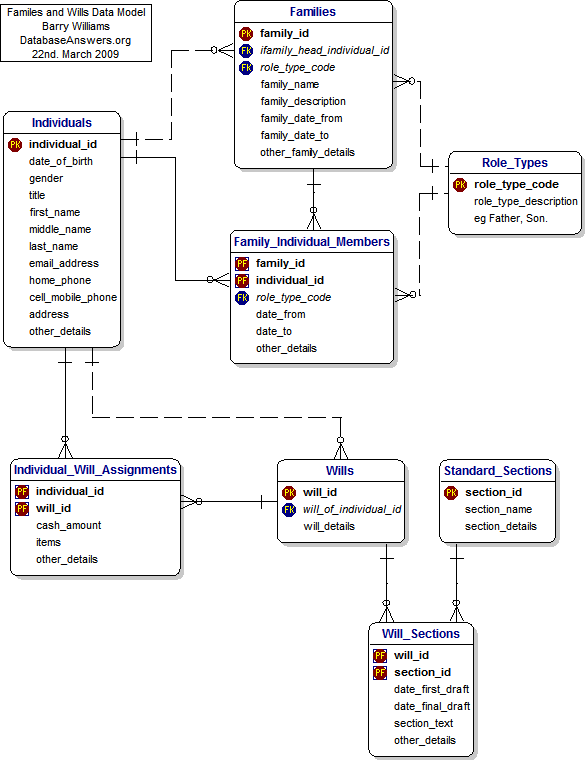 Familes and Wills Data Model
Barry Williams
DatabaseAnswers.org
22nd. March 2009
Families
PK family_id
FK ifamily_head_individual_id
FK role_type_code
family_name
family_description
family_date_from
family_date_to
other_family_details
Individuals
PK individual_id
date_of_birth
gender
title
first_name
middle_name
last_name
email_address
home_phone
cell_mobile_phone
address
other_details
Role_Types
PK role_type_code
role_type_description
eg Father, Son.
Family_Individual_Members
PF family_id
PF individual_id
FK role_type_code
date_from
date_to
other_details
Individual_Will_Assignments
PF individual_id
PF will_id
cash_amount
items
other_details
Wills
PK will_id
FK will_of_individual_id
will_details
Standard_Sections
PK section_id
section_name
section_details
Will_Sections
PF will_id
PF section_id
date_first_draft
date_final_draft
section_text
other_details